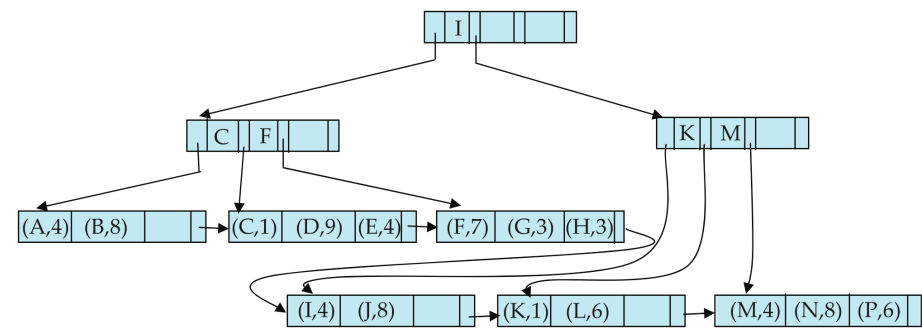 I
C F
K M
(A,4) (B,8) (C,1) (D,9) (E,4) (F,7) (G,3) (H,3)
(I,4) (J,8) (K,1) (L,6) (M,4) (N,8) (P,6)